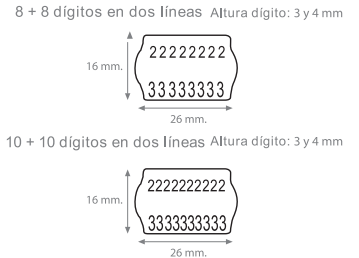 8 + 8 dígitos en dos líneas Altura dígito: 3 y 4 mm
22222222
16 mm.
33333333
26 mm.
10 + 10 dígitos en dos líneas Altura dígito: 3 y 4 mm
2222222222
16 mm.
3333333333
26 mm.